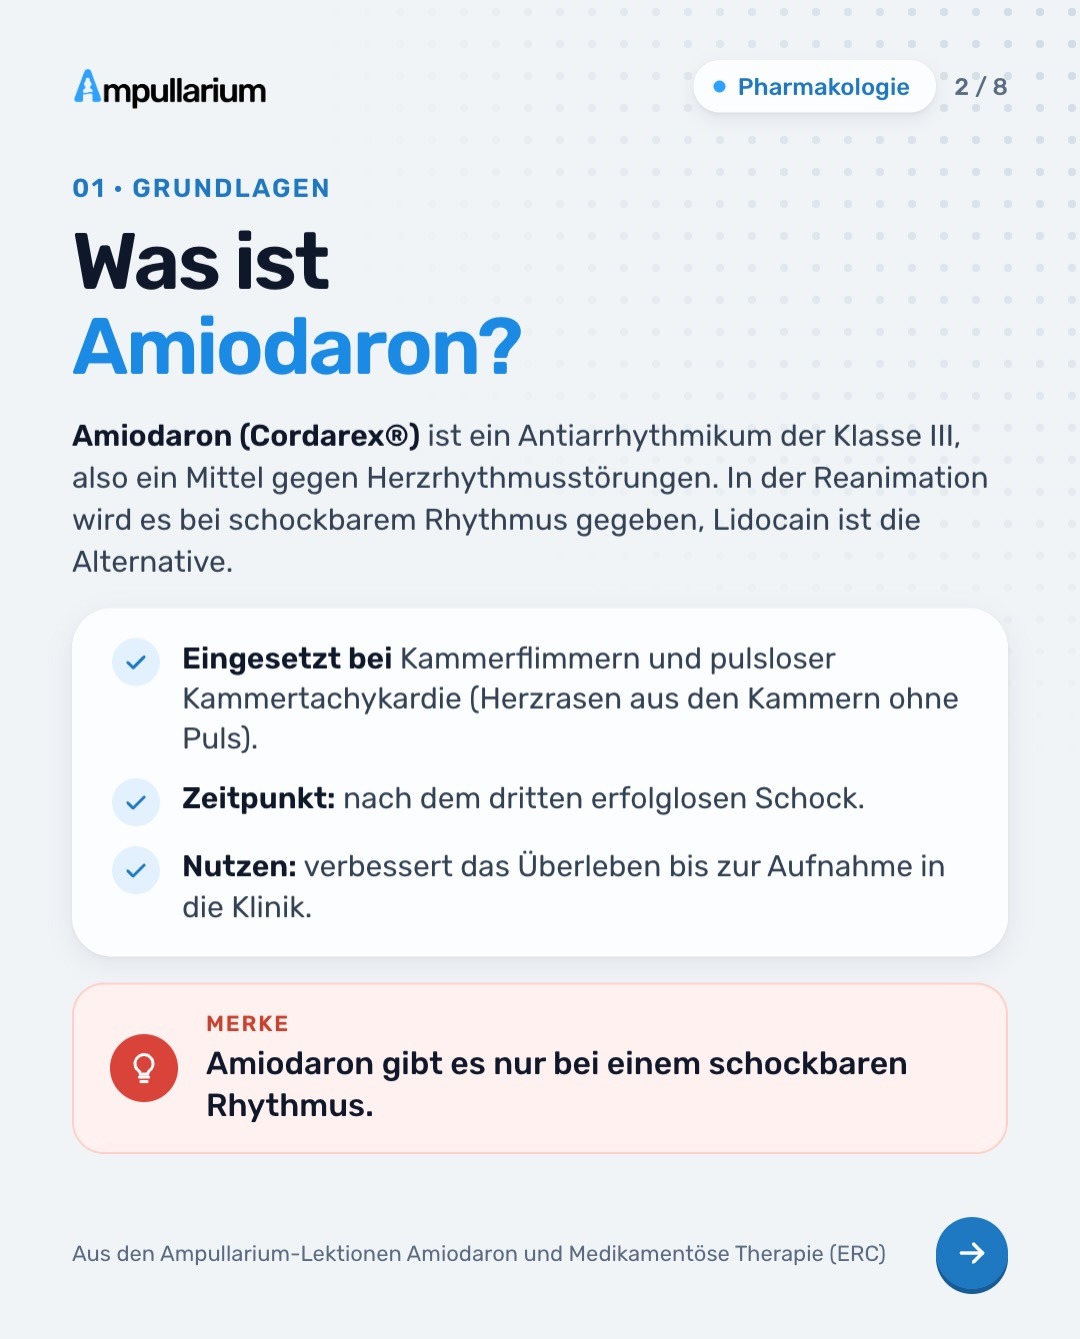 Ampullarium
Pharmakologie
2 / 8
01 • GRUNDLAGEN
Was ist
Amiodaron?
Amiodaron (Cordarex®) ist ein Antiarrhythmikum der Klasse III,
also ein Mittel gegen Herzrhythmusstörungen. In der Reanimation
wird es bei schockbarem Rhythmus gegeben, Lidocain ist die
Alternative.
Eingesetzt bei Kammerflimmern und pulsloser
Kammertachykardie (Herzrasen aus den Kammern ohne
Puls).
Zeitpunkt: nach dem dritten erfolglosen Schock.
Nutzen: verbessert das Überleben bis zur Aufnahme in
die Klinik.
MERKE
Amiodaron gibt es nur bei einem schockbaren
Rhythmus.
Aus den Ampullarium-Lektionen Amiodaron und Medikamentöse Therapie (ERC)